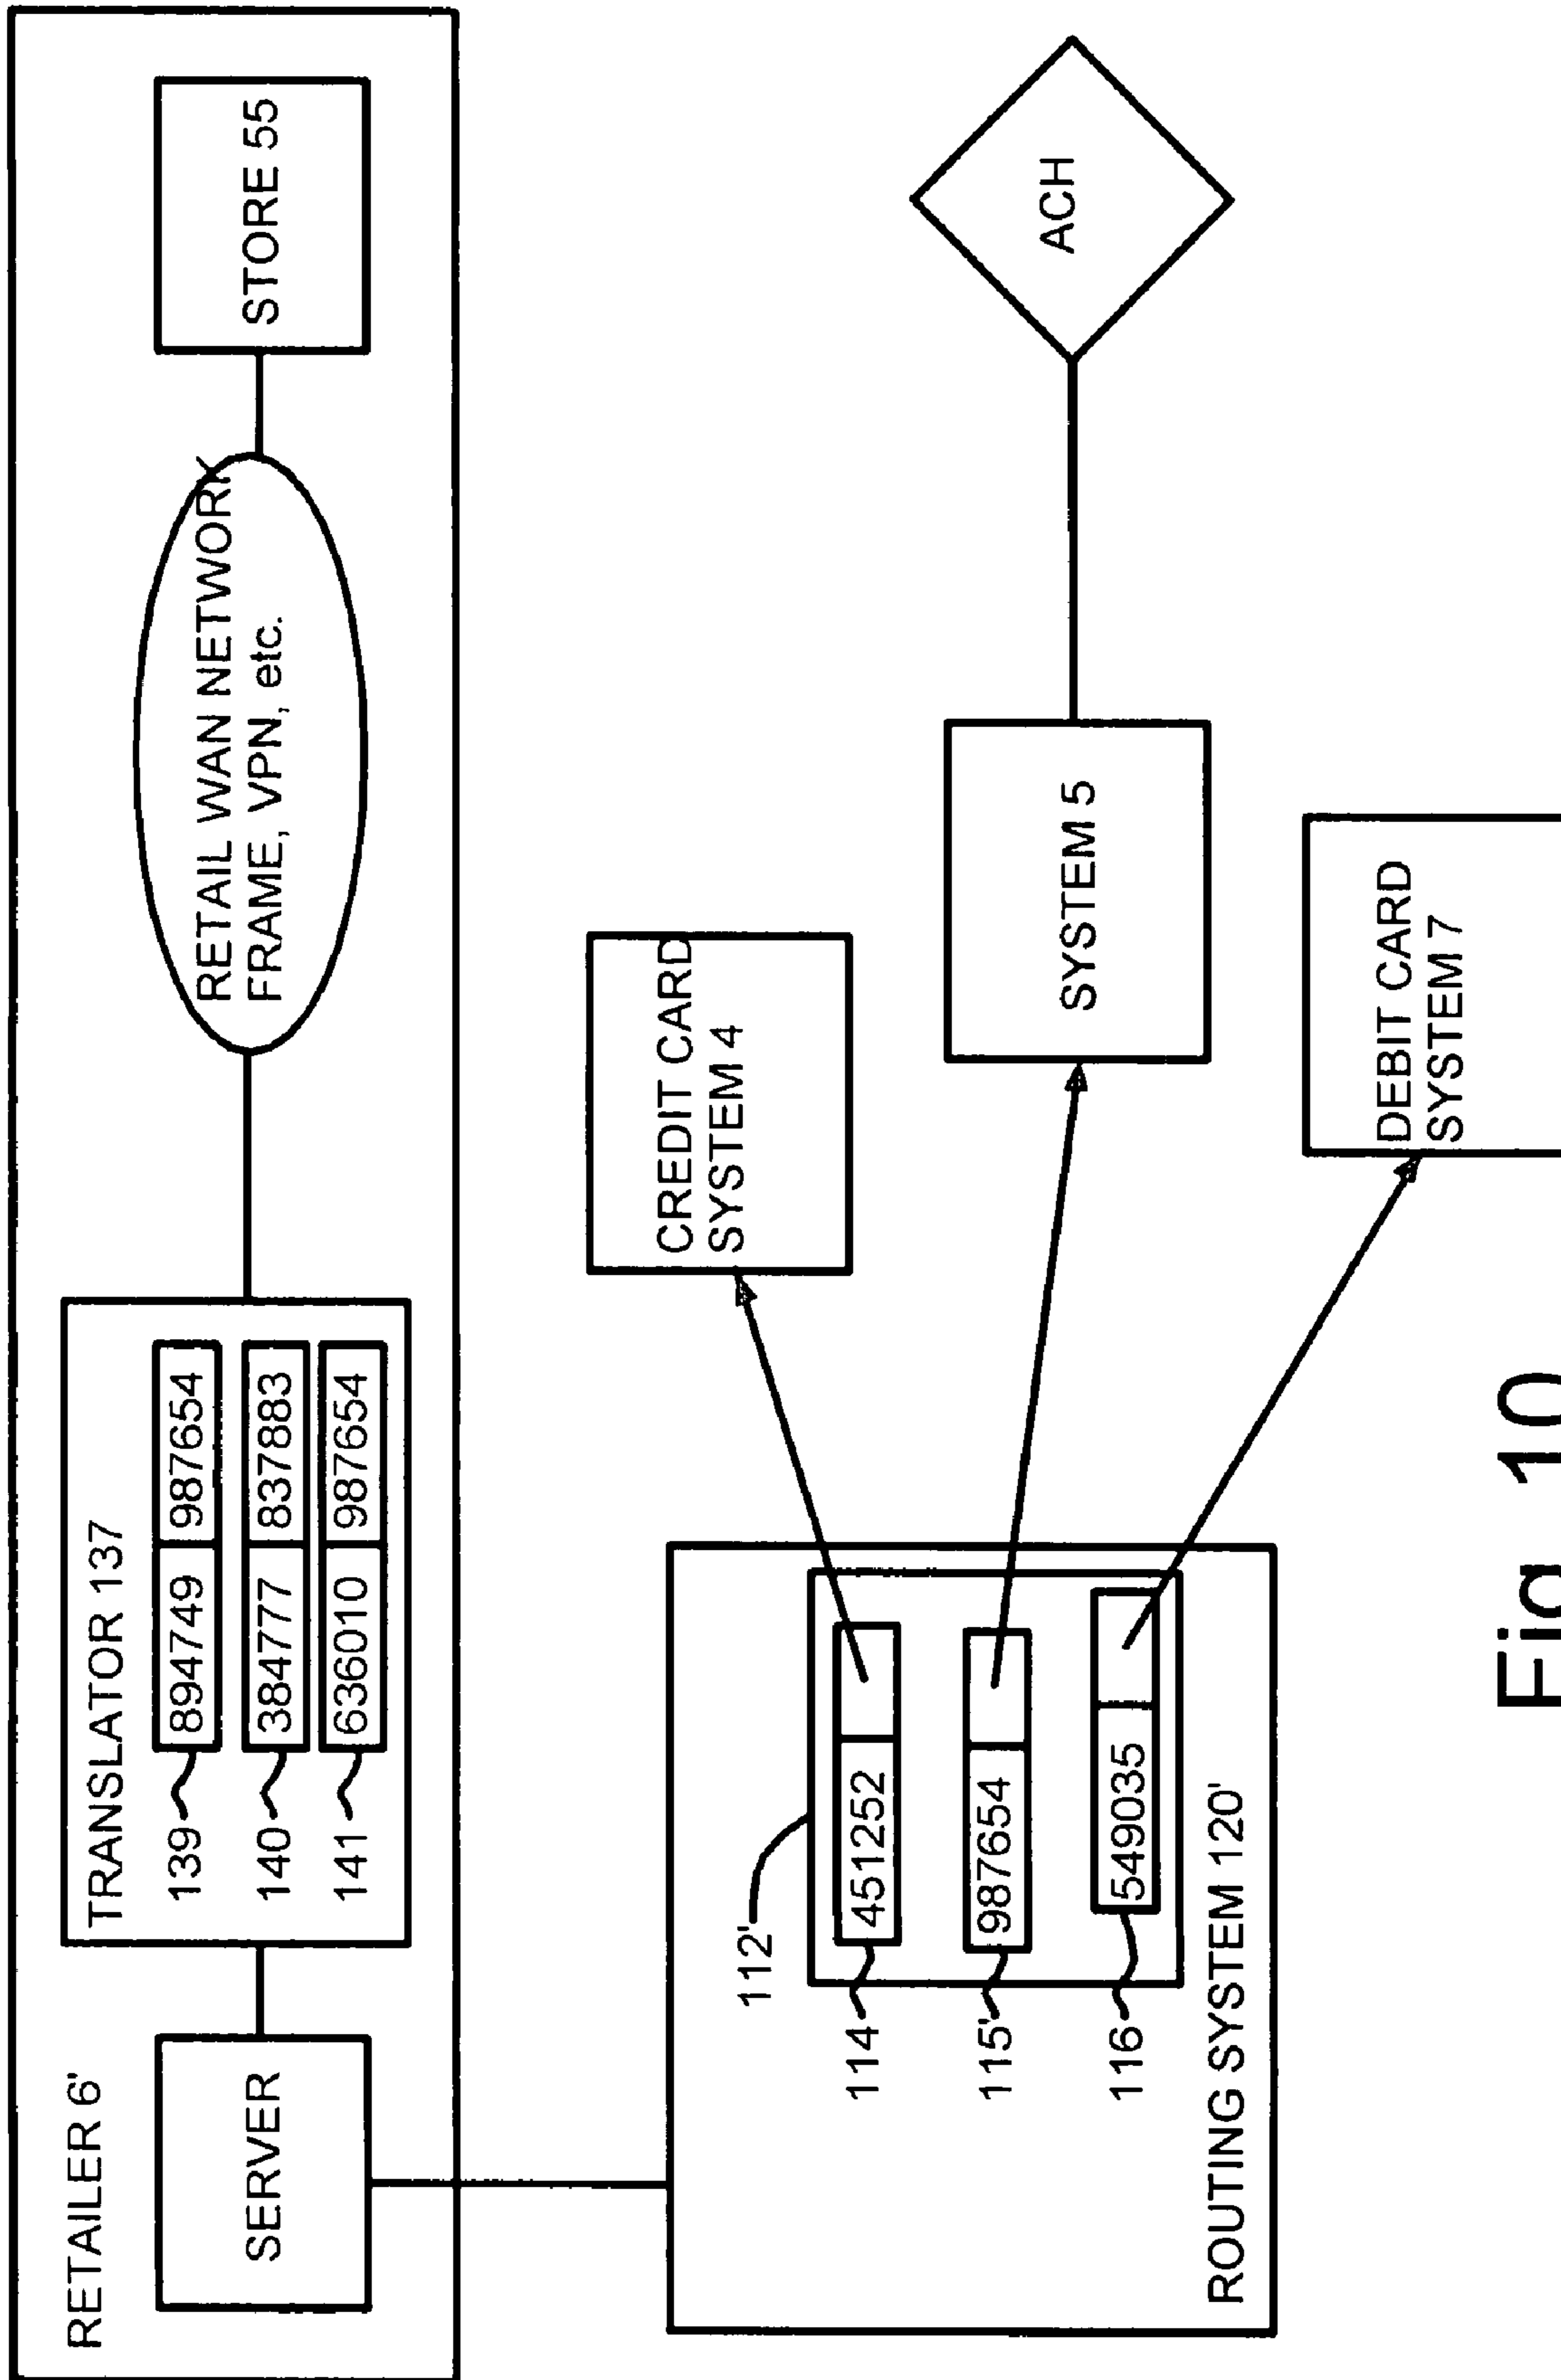 RETAILER 6'
SERVER
TRANSLATOR 137
139
894749 987654
140
384777 837883
141
636010 987654
RETAIL WAN NETWORK
FRAME, VPN, etc.
STORE 55
112'
114
451252
115'
987654
116
549035
ROUTING SYSTEM 120'
CREDIT CARD
SYSTEM 4
SYSTEM 5
ACH
DEBIT CARD
SYSTEM 7
Fig. 10